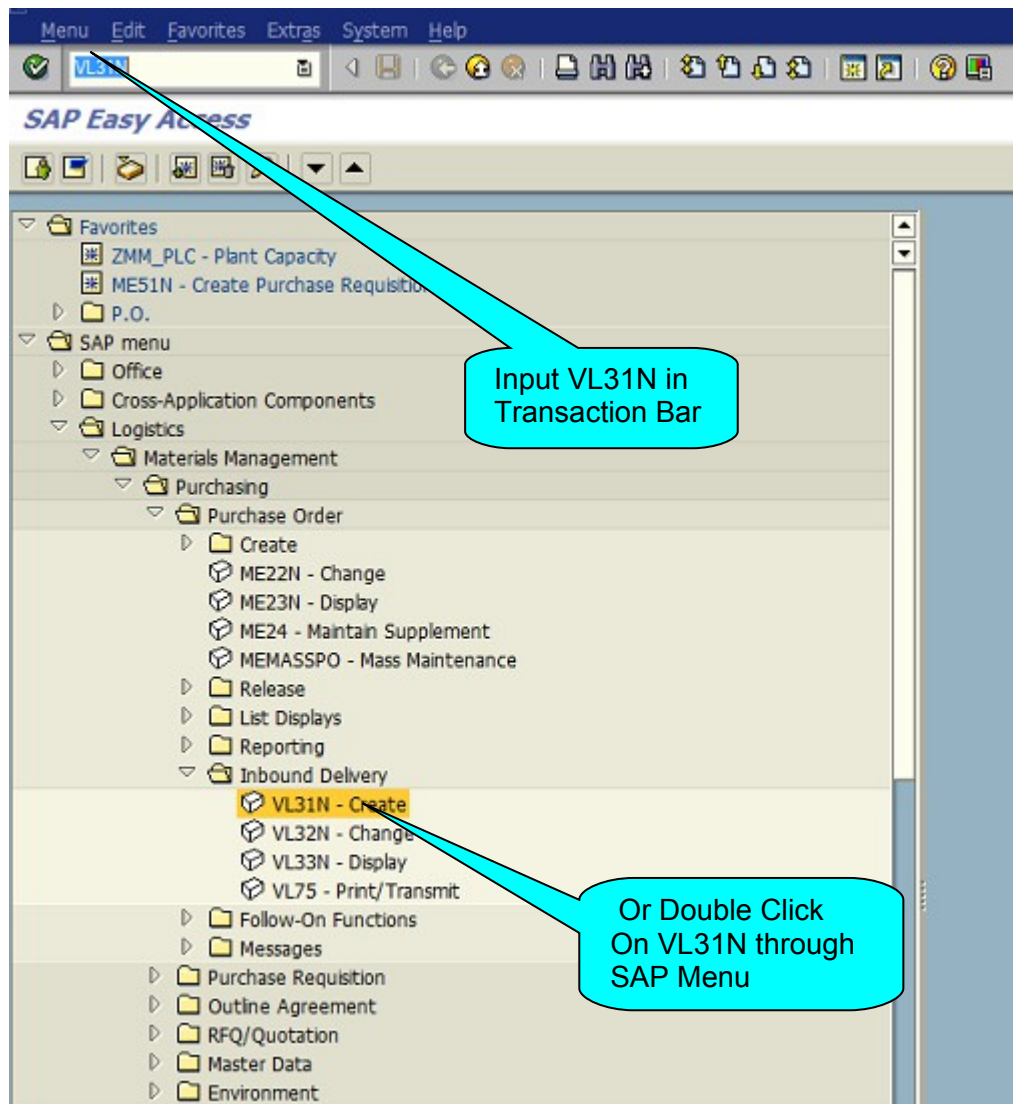 Menu Edit Favorites Extras System Help
VL31N
SAP Easy Access
Favorites
ZMM_PLC - Plant Capacity
ME51N - Create Purchase Requisition
P.O.
SAP menu
Office
Cross-Application Components
Logistics
Materials Management
Purchasing
Purchase Order
Create
ME22N - Change
ME23N - Display
ME24 - Maintain Supplement
MEMASSPO - Mass Maintenance
Release
List Displays
Reporting
Inbound Delivery
VL31N - Create
VL32N - Change
VL33N - Display
VL75 - Print/Transmit
Follow-On Functions
Messages
Purchase Requisition
Outline Agreement
RFQ/Quotation
Master Data
Environment
Input VL31N in
Transaction Bar
Or Double Click
On VL31N through
SAP Menu